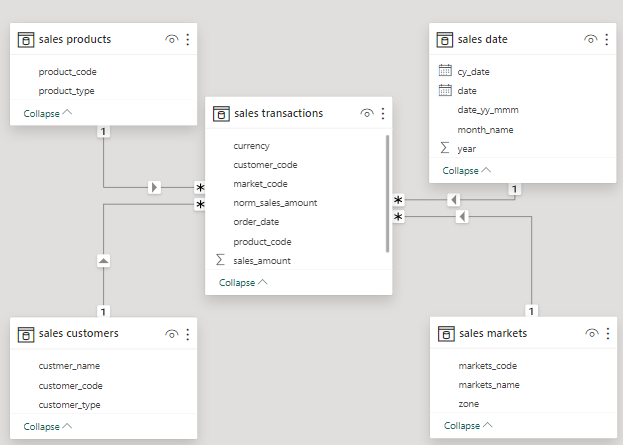 sales products
product_code
product_type
Collapse
1
sales date
cy_date
date
date_yy_mmm
month_name
Σ year
Collapse
1
sales transactions
currency
customer_code
market_code
norm_sales_amount
order_date
product_code
Σ sales_amount
Collapse
*
*
*
*
1
sales customers
custmer_name
customer_code
customer_type
Collapse
1
sales markets
markets_code
markets_name
zone
Collapse